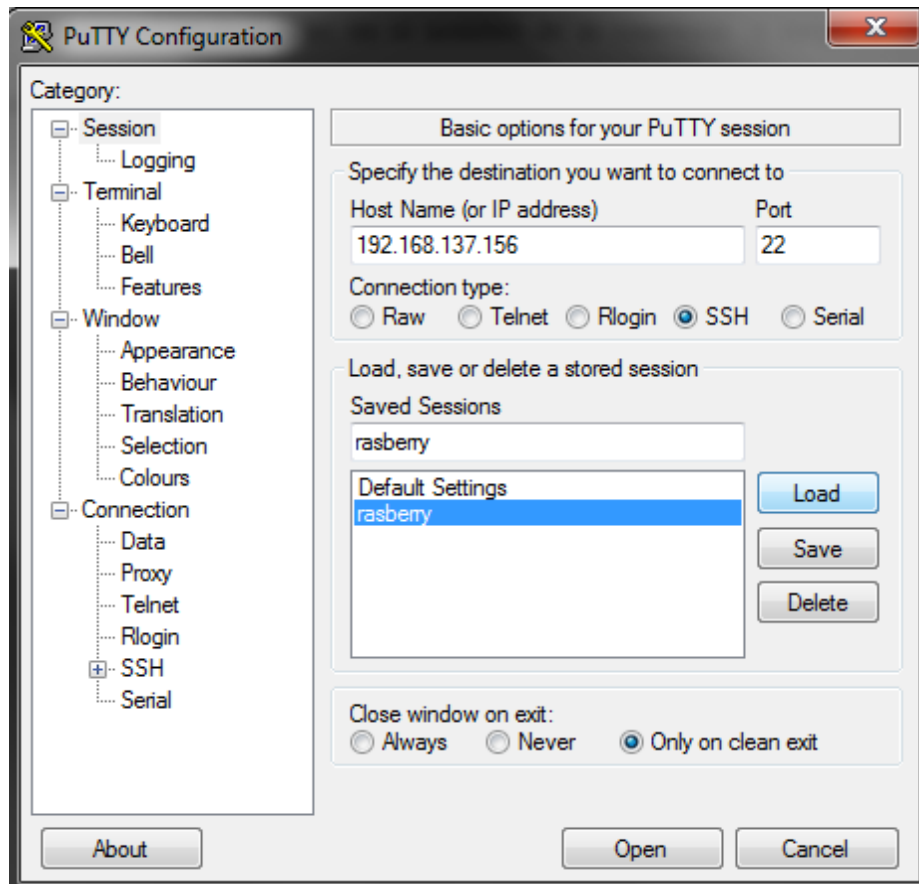 PuTTY Configuration
Category:
Session
Logging
Terminal
Keyboard
Bell
Features
Window
Appearance
Behaviour
Translation
Selection
Colours
Connection
Data
Proxy
Telnet
Rlogin
SSH
Serial
Basic options for your PuTTY session
Specify the destination you want to connect to
Host Name (or IP address) Port
192.168.137.156 22
Connection type:
Raw Telnet Rlogin SSH Serial
Load, save or delete a stored session
Saved Sessions
rasberry
Default Settings
rasberry
Load
Save
Delete
Close window on exit:
Always Never Only on clean exit
About Open Cancel